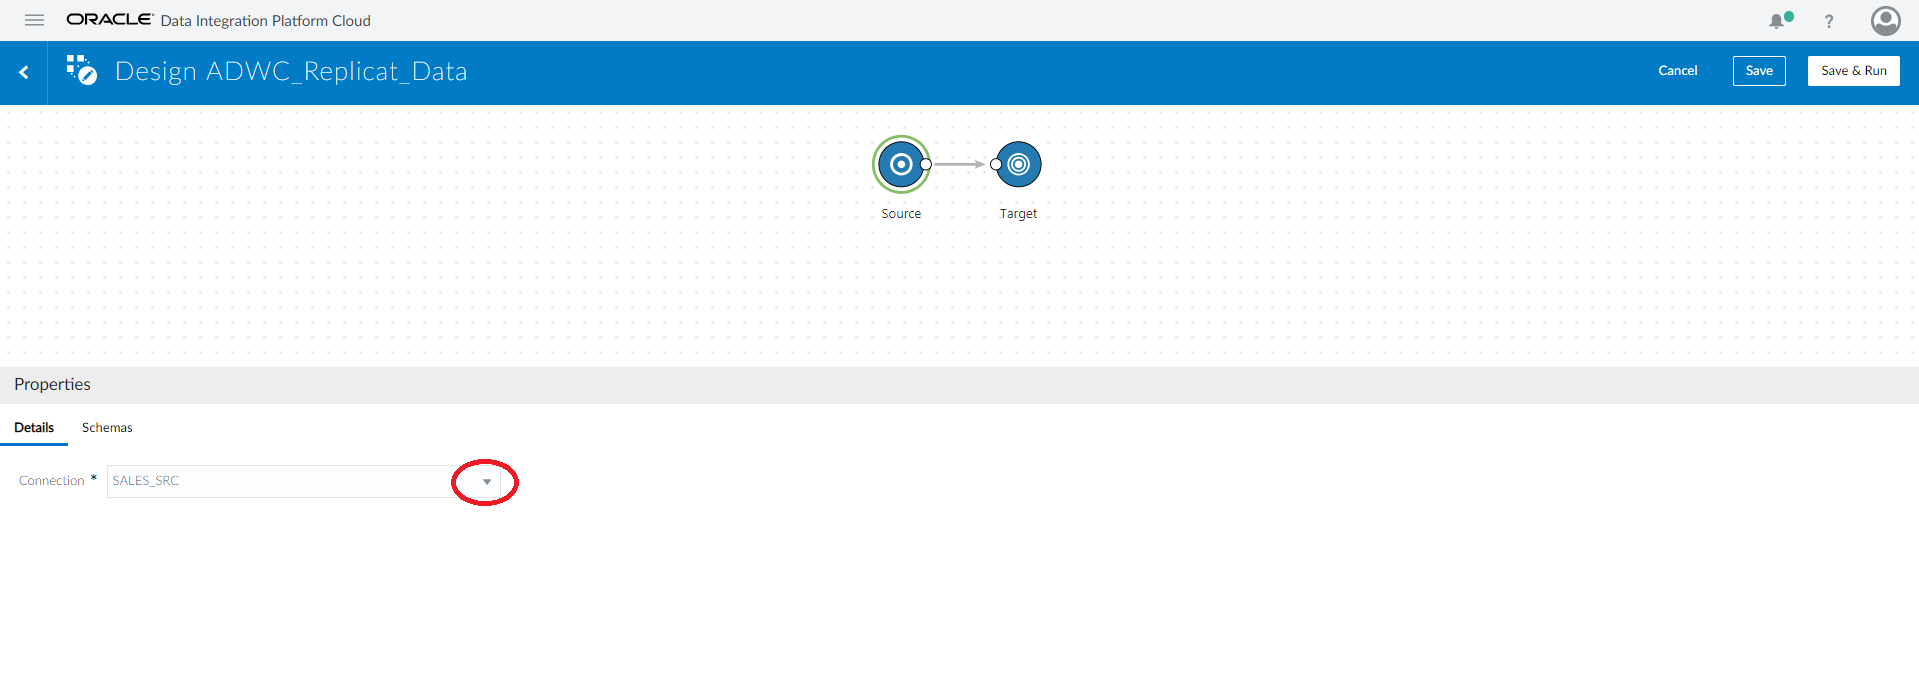 ORACLE Data Integration Platform Cloud
?
Design ADWC_Replicat_Data
Cancel
Save
Save & Run
Source
Target
Properties
Details
Schemas
Connection *
SALES_SRC